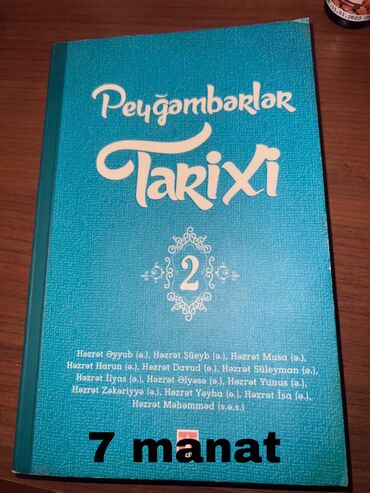 Peyğəmbərlər
Tarixi
2
Həzrət Əyyub (ə.), Həzrət Şüeyb (ə.), Həzrət Musa (ə.),
Həzrət Harun (ə.), Həzrət Davud (ə.), Həzrət Süleyman (ə.),
Həzrət İlyas (ə.), Həzrət Əlyəsə (ə.), Həzrət Yunus (ə.),
Həzrət Zəkəriyyə (ə.), Həzrət Yəhya (ə.), Həzrət İsa (ə.),
Həzrət Məhəmməd (s.ə.s.)
7 manat